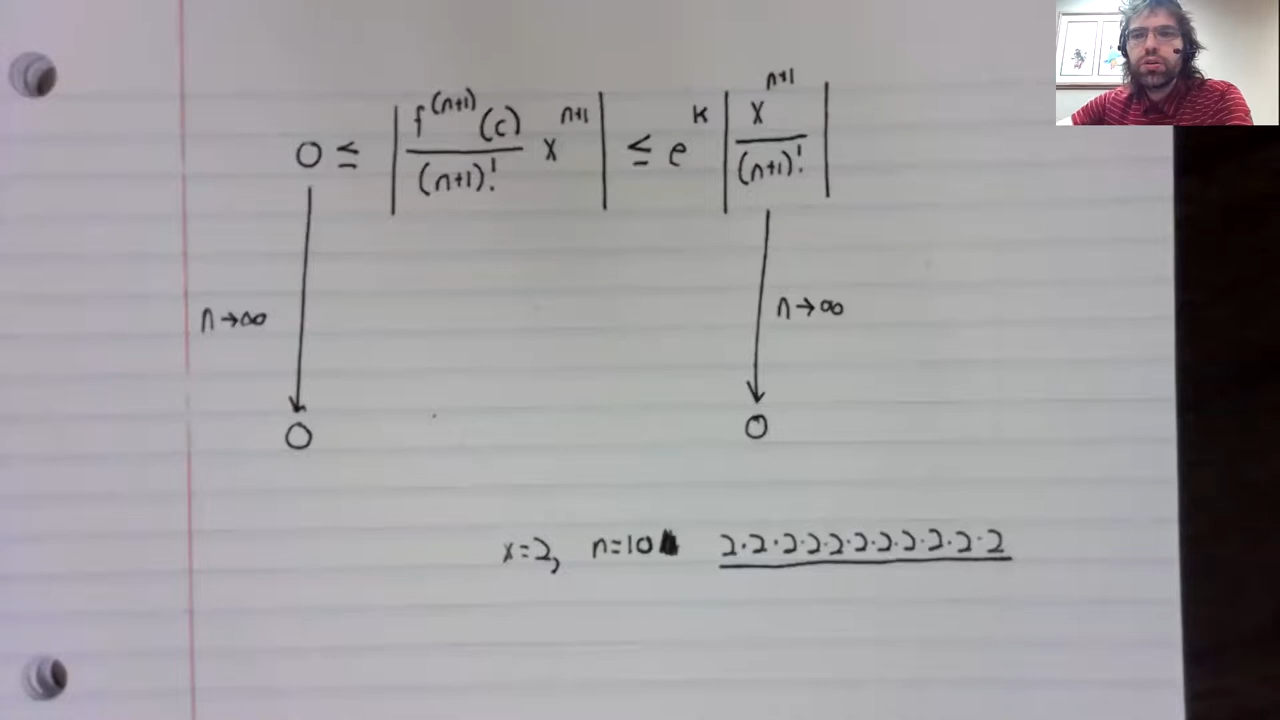 0 ≤ | f^(n+1)(c) / (n+1)! x^n+1 | ≤ e^K | x^n+1 / (n+1)! |
n→∞ n→∞
0 0
x=2, n=10 2·2·2·2·2·2·2·2·2·2·2